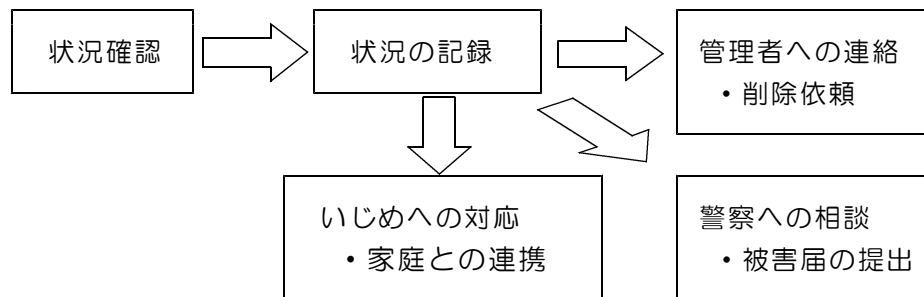 状況確認
状況の記録
管理者への連絡
・削除依頼
いじめへの対応
・家庭との連携
警察への相談
・被害届の提出